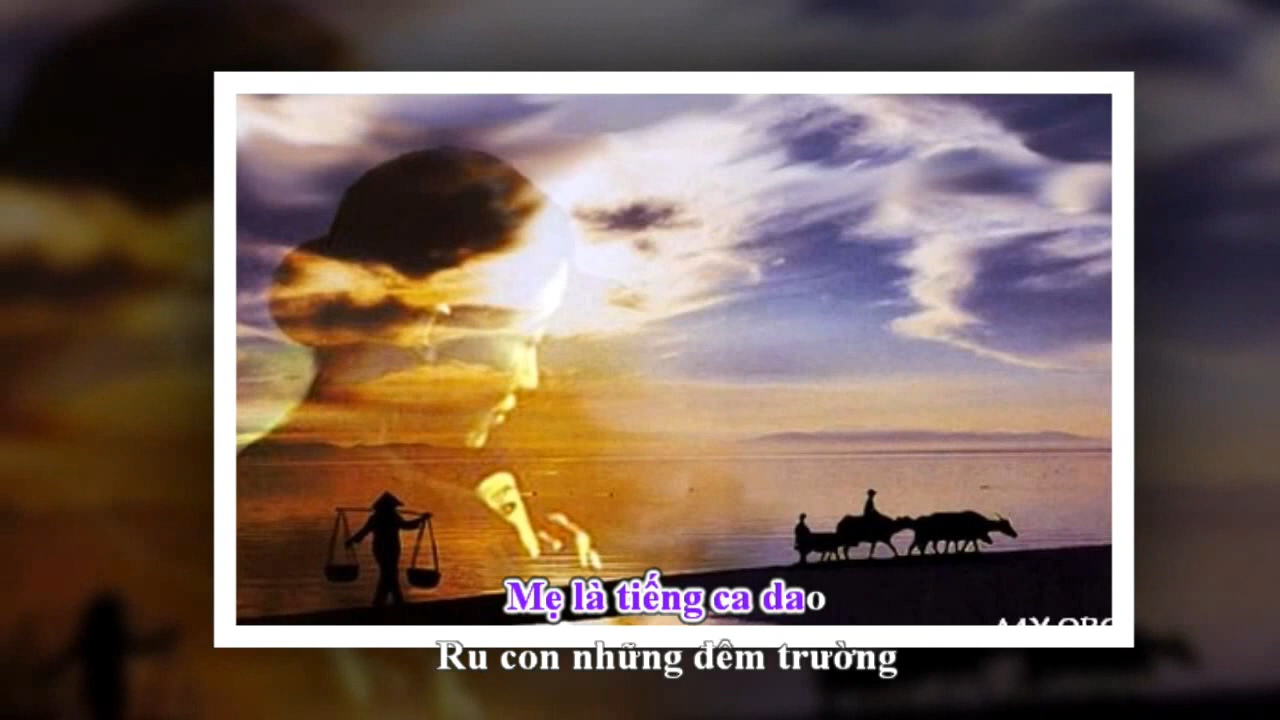 Mẹ là tiếng ca dao
Ru con những đêm trường